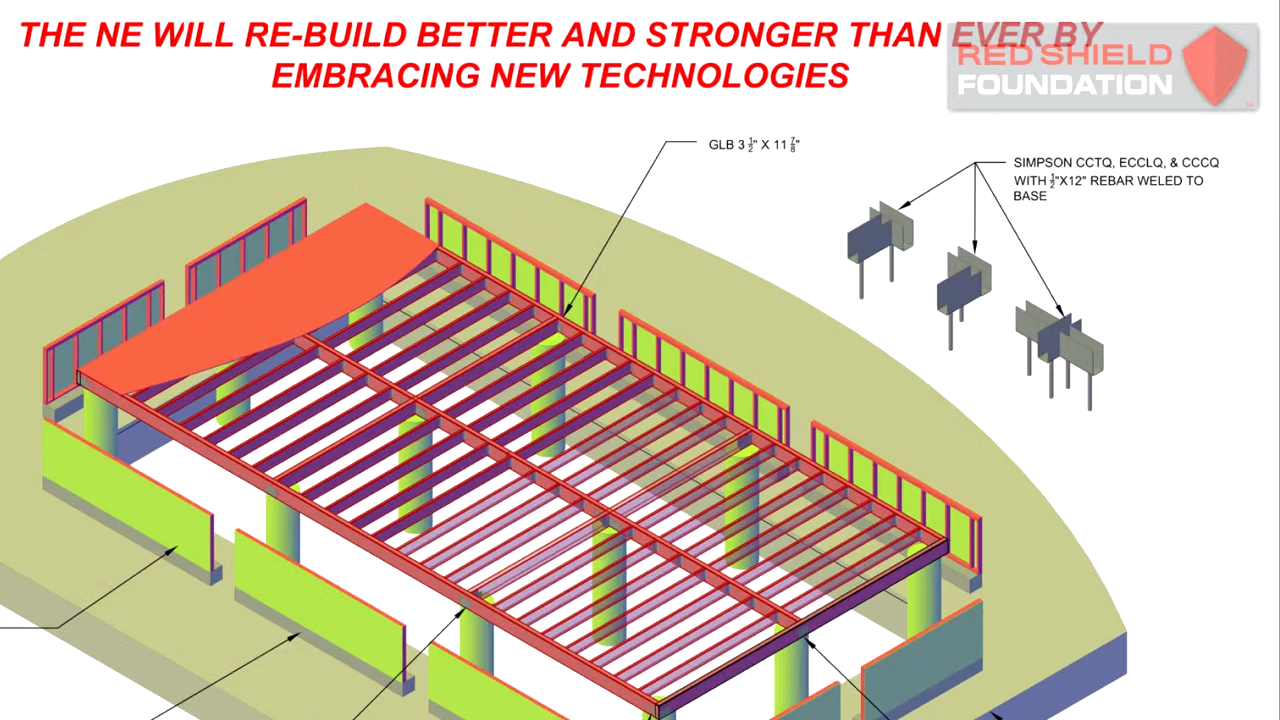 THE NE WILL RE-BUILD BETTER AND STRONGER THAN EVER BY
EMBRACING NEW TECHNOLOGIES
RED SHIELD
FOUNDATION
GLB 3 ½" X 11 ⅞"
SIMPSON CCTQ, ECCLQ, & CCCQ
WITH ½"X12" REBAR WELED TO
BASE